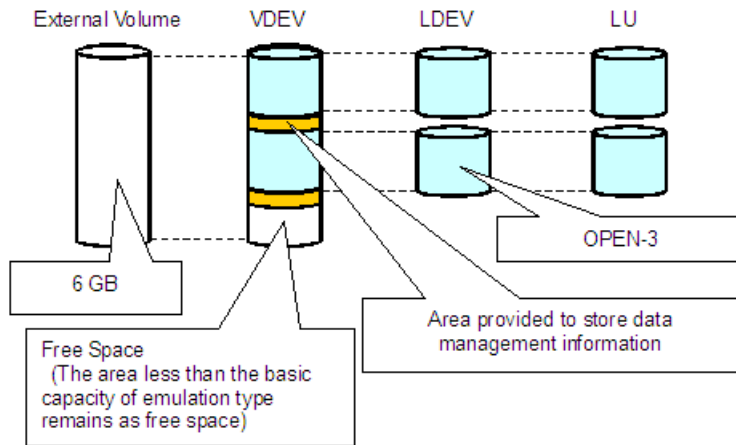 External Volume
VDEV
LDEV
LU
6 GB
OPEN-3
Free Space
(The area less than the basic
capacity of emulation type
remains as free space)
Area provided to store data
management information